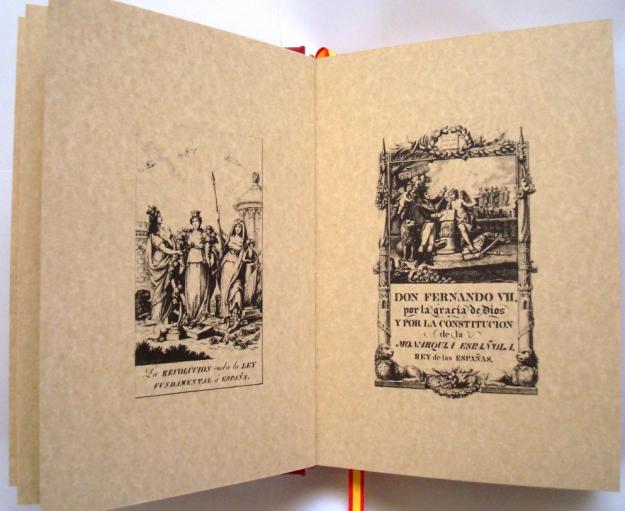 La REVOLUCION vuelve la LEY
FUNDAMENTAL á ESPAÑA.
DON FERNANDO VII,
por la gracia de Dios
Y POR LA CONSTITUCION
de la
MONARQUIA ESPAÑOLA,
REY de las ESPAÑAS.